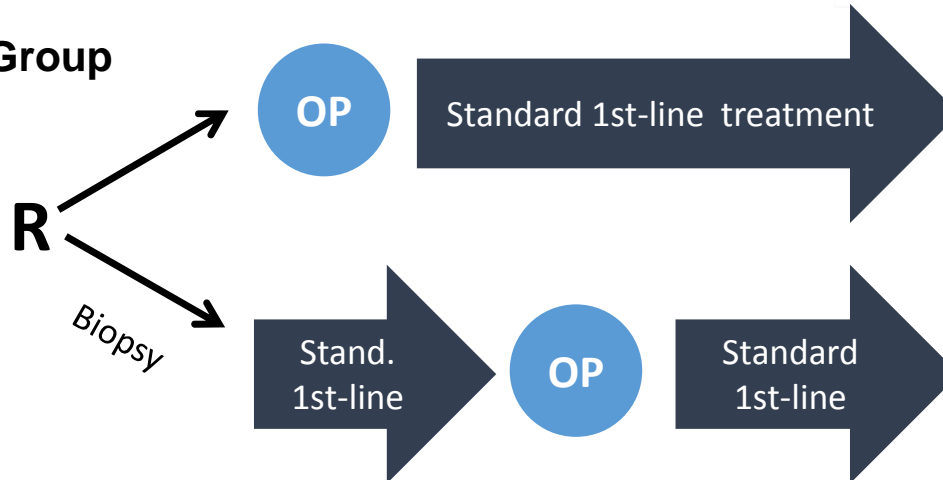 Group
OP
Standard 1st-line treatment
R
Biopsy
Stand.
1st-line
OP
Standard
1st-line